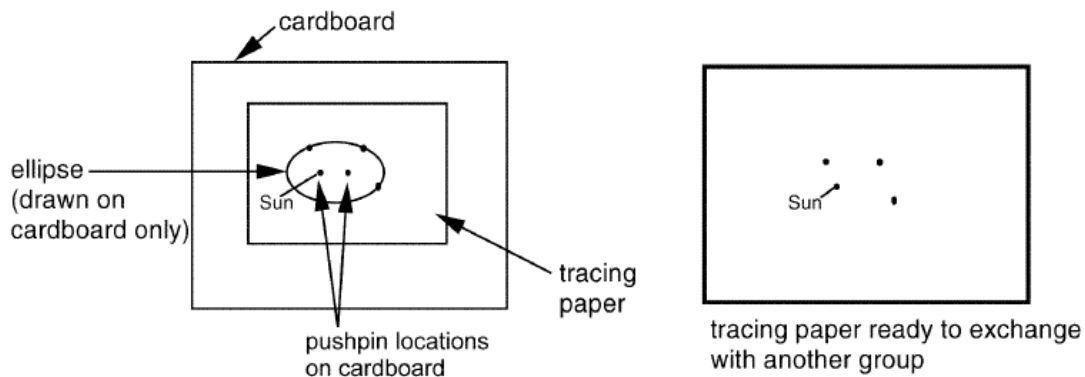 cardboard
ellipse
(drawn on
cardboard only)
Sun
tracing
paper
pushpin locations
on cardboard
Sun
tracing paper ready to exchange
with another group